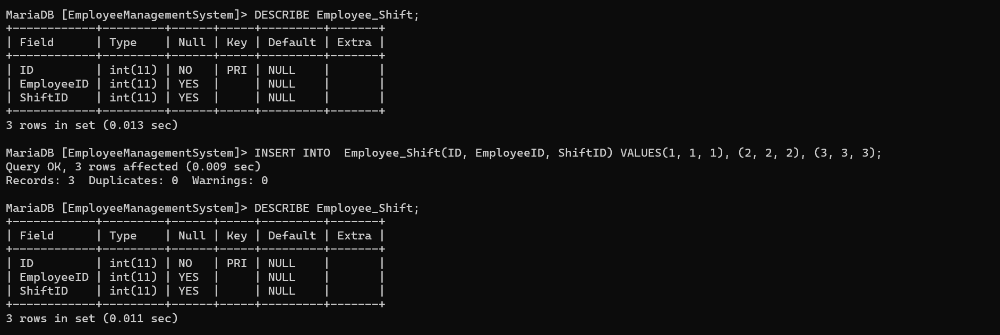 MariaDB [EmployeeManagementSystem]> DESCRIBE Employee_Shift;
+------------+---------+------+-----+---------+-------+
| Field      | Type    | Null | Key | Default | Extra |
+------------+---------+------+-----+---------+-------+
| ID         | int(11) | NO   | PRI | NULL    |       |
| EmployeeID | int(11) | YES  |     | NULL    |       |
| ShiftID    | int(11) | YES  |     | NULL    |       |
+------------+---------+------+-----+---------+-------+
3 rows in set (0.013 sec)

MariaDB [EmployeeManagementSystem]> INSERT INTO  Employee_Shift(ID, EmployeeID, ShiftID) VALUES(1, 1, 1), (2, 2, 2), (3, 3, 3);
Query OK, 3 rows affected (0.009 sec)
Records: 3  Duplicates: 0  Warnings: 0

MariaDB [EmployeeManagementSystem]> DESCRIBE Employee_Shift;
+------------+---------+------+-----+---------+-------+
| Field      | Type    | Null | Key | Default | Extra |
+------------+---------+------+-----+---------+-------+
| ID         | int(11) | NO   | PRI | NULL    |       |
| EmployeeID | int(11) | YES  |     | NULL    |       |
| ShiftID    | int(11) | YES  |     | NULL    |       |
+------------+---------+------+-----+---------+-------+
3 rows in set (0.011 sec)